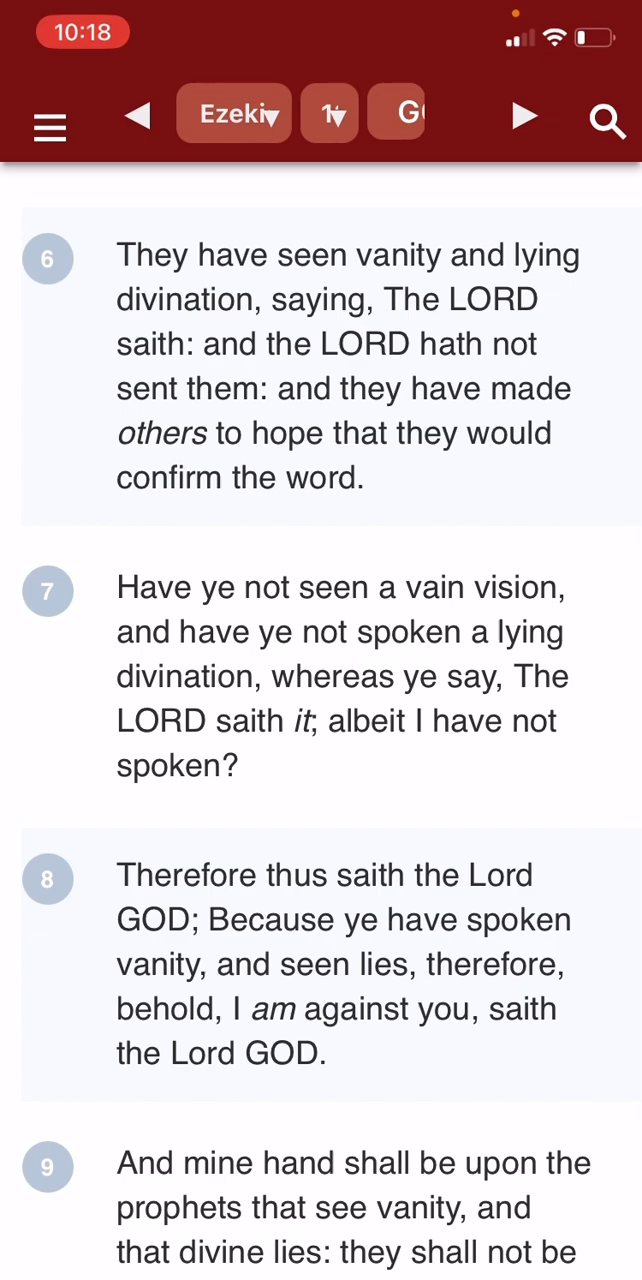 10:18
Ezeki
6
They have seen vanity and lying
divination, saying, The LORD
saith: and the LORD hath not
sent them: and they have made
others to hope that they would
confirm the word.
7
Have ye not seen a vain vision,
and have ye not spoken a lying
divination, whereas ye say, The
LORD saith it; albeit I have not
spoken?
8
Therefore thus saith the Lord
GOD; Because ye have spoken
vanity, and seen lies, therefore,
behold, I am against you, saith
the Lord GOD.
9
And mine hand shall be upon the
prophets that see vanity, and
that divine lies: they shall not be